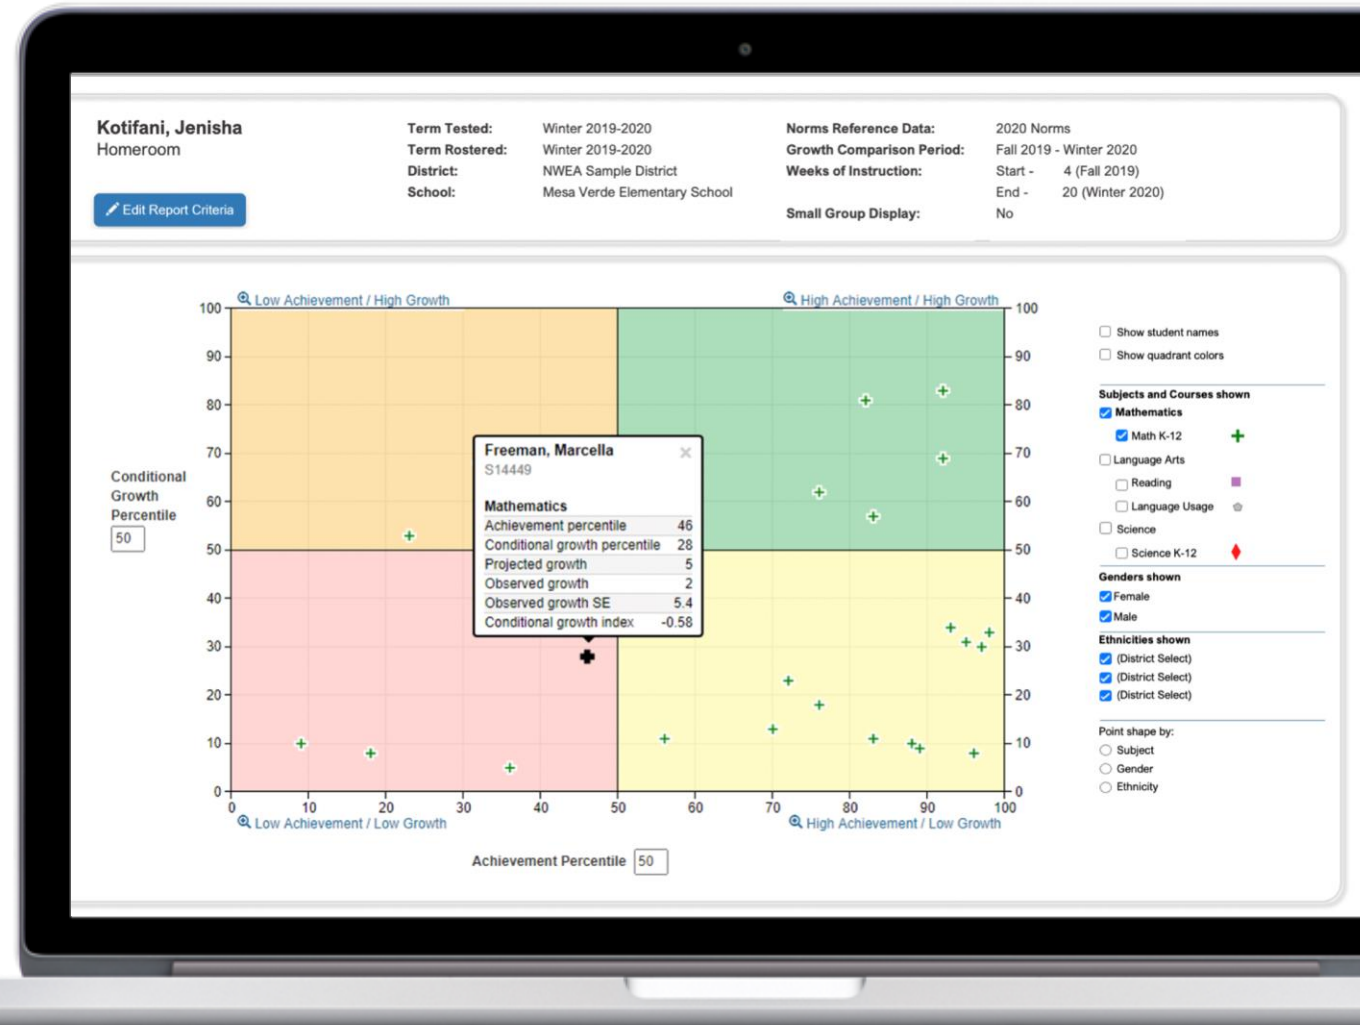 Kotifani, Jenisha
Homeroom
Edit Report Criteria
Term Tested: Winter 2019-2020
Term Rostered: Winter 2019-2020
District: NWEA Sample District
School: Mesa Verde Elementary School
Norms Reference Data: 2020 Norms
Growth Comparison Period: Fall 2019 - Winter 2020
Weeks of Instruction: Start - 4 (Fall 2019)
End - 20 (Winter 2020)
Small Group Display: No
Low Achievement / High Growth
High Achievement / High Growth
100
90
80
70
60
50
40
30
20
10
0
Conditional
Growth
Percentile
50
Freeman, Marcella
S14449
Mathematics
Achievement percentile 46
Conditional growth percentile 28
Projected growth 5
Observed growth 2
Observed growth SE 5.4
Conditional growth index -0.58
100
90
80
70
60
50
40
30
20
10
0
0 10 20 30 40 50 60 70 80 90 100
Low Achievement / Low Growth
High Achievement / Low Growth
Achievement Percentile 50
Show student names
Show quadrant colors
Subjects and Courses shown
Mathematics
Math K-12
Language Arts
Reading
Language Usage
Science
Science K-12
Genders shown
Female
Male
Ethnicities shown
(District Select)
(District Select)
(District Select)
Point shape by:
Subject
Gender
Ethnicity